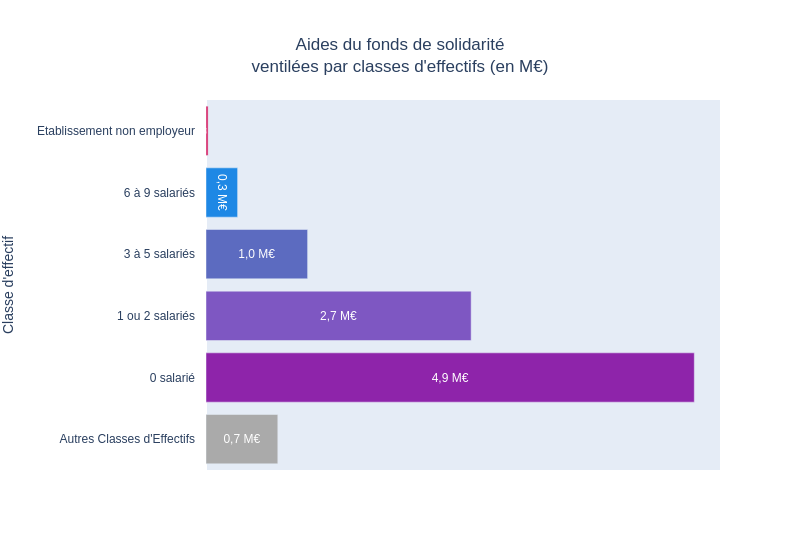 Aides du fonds de solidarité
ventilées par classes d'effectifs (en M€)
Classe d'effectif
Etablissement non employeur
6 à 9 salariés
0,3 M€
3 à 5 salariés
1,0 M€
1 ou 2 salariés
2,7 M€
0 salarié
4,9 M€
Autres Classes d'Effectifs
0,7 M€